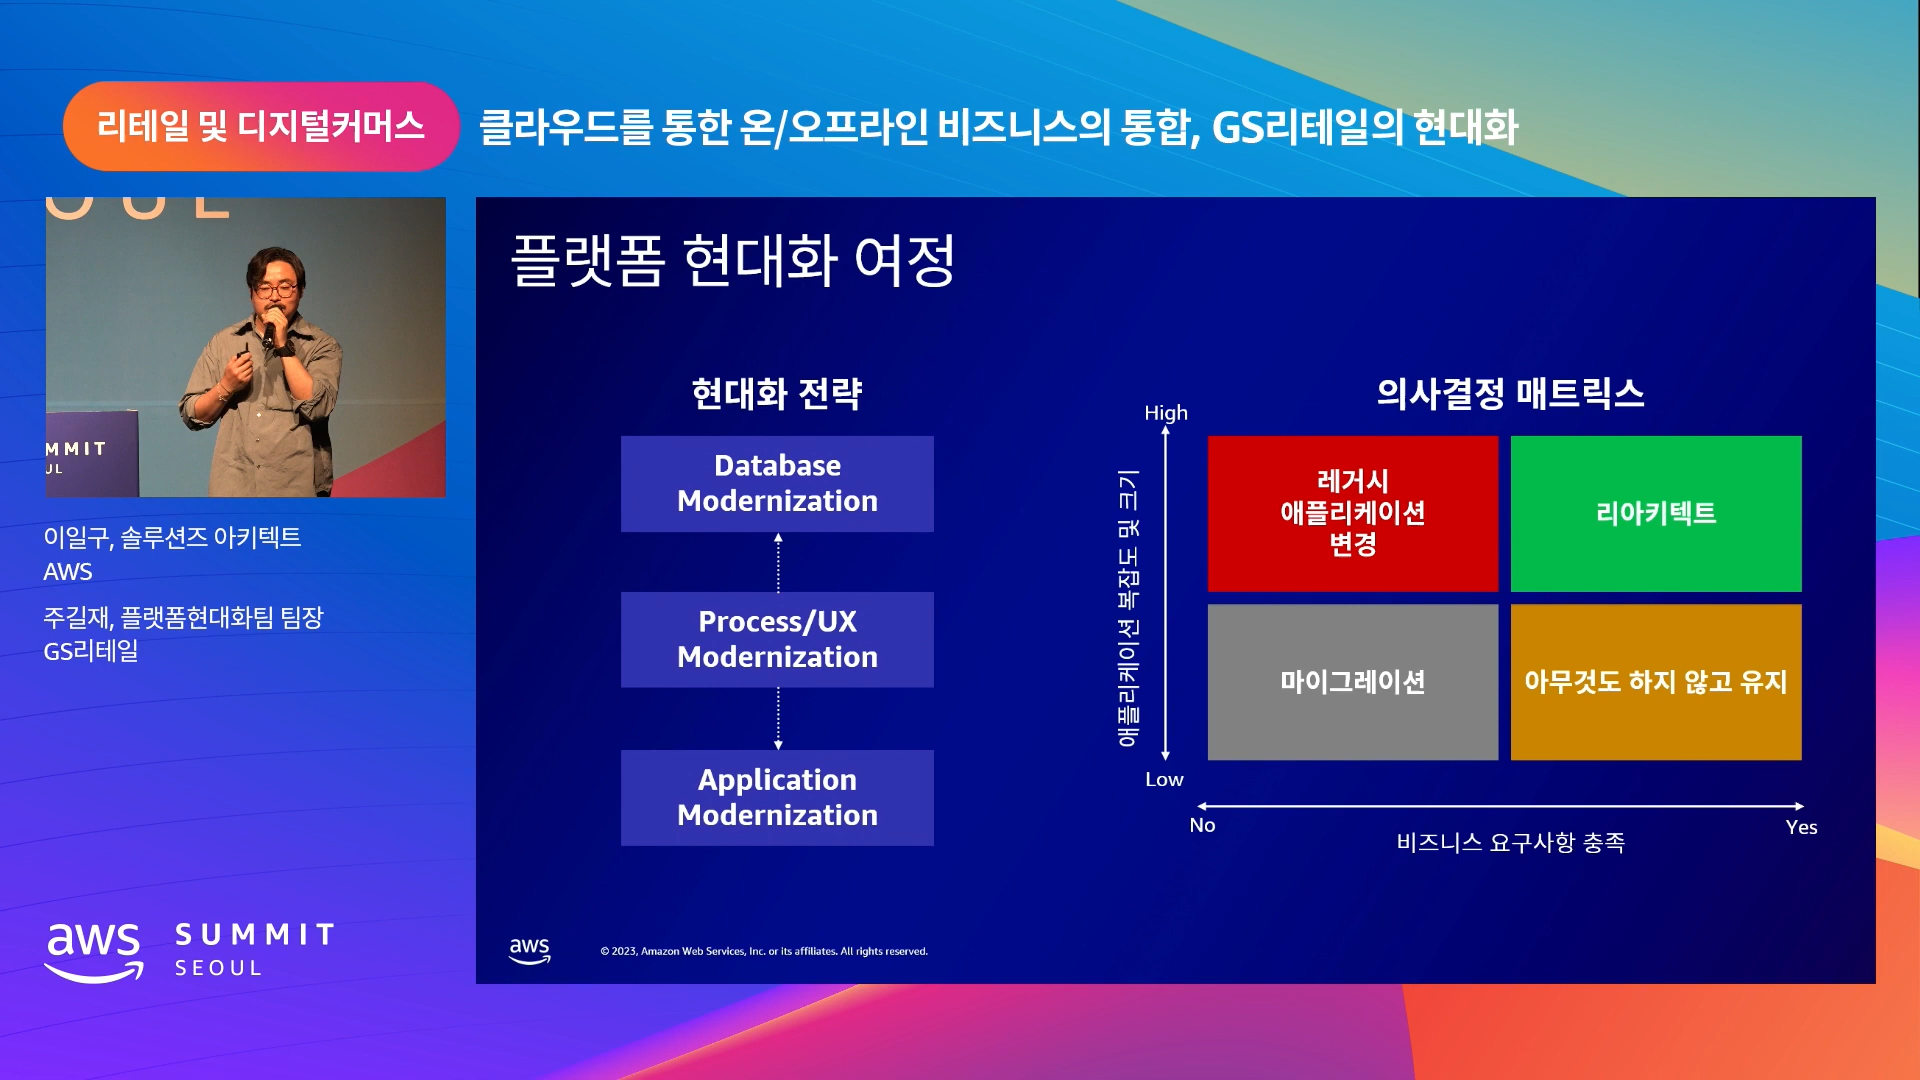 리테일 및 디지털커머스
클라우드를 통한 온/오프라인 비즈니스의 통합, GS리테일의 현대화
OUL
MMIT
UL
이일구, 솔루션즈 아키텍트
AWS
주길재, 플랫폼현대화팀 팀장
GS리테일
aws
SUMMIT
SEOUL
플랫폼 현대화 여정
현대화 전략
Database
Modernization
Process/UX
Modernization
Application
Modernization
의사결정 매트릭스
High
애플리케이션 복잡도 및 크기
Low
레거시
애플리케이션
변경
리아키텍트
마이그레이션
아무것도 하지 않고 유지
No
Yes
비즈니스 요구사항 충족
aws
© 2023, Amazon Web Services, Inc. or its affiliates. All rights reserved.